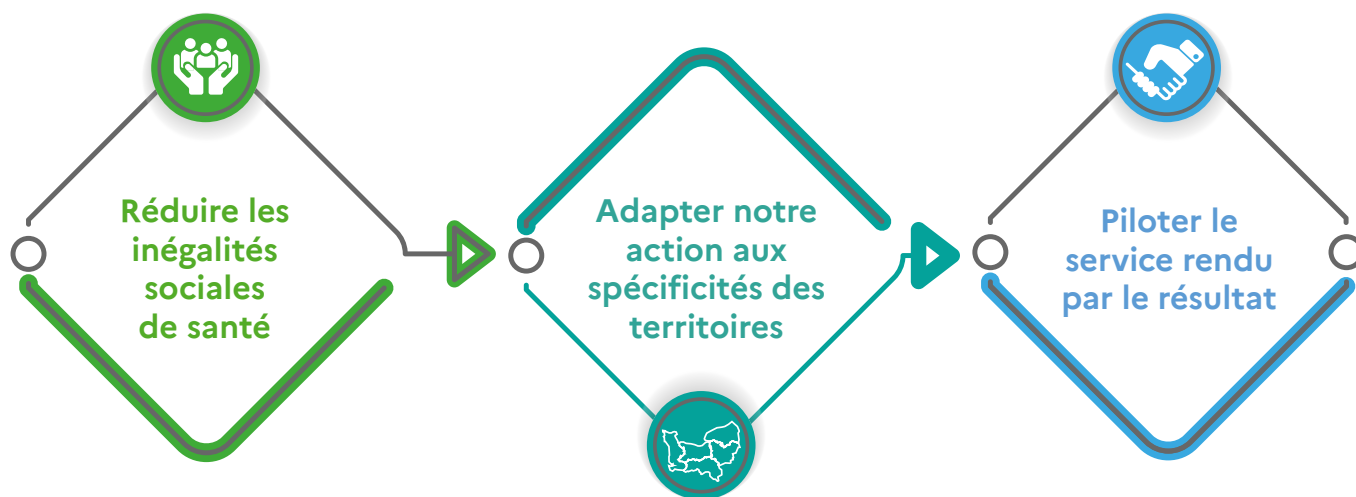 Réduire les
inégalités
sociales
de santé
Adapter notre
action aux
spécificités des
territoires
Piloter le
service rendu
par le résultat